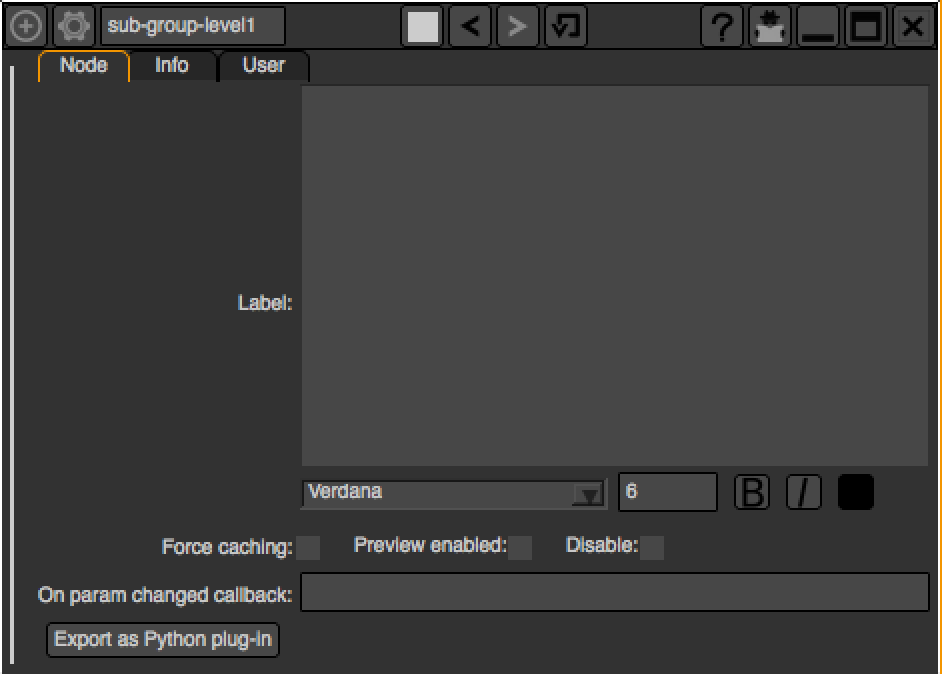 sub-group-level1 < > ?
Node Info User
Label:
Verdana 6 B I
Force caching: Preview enabled: Disable:
On param changed callback:
Export as Python plug-in